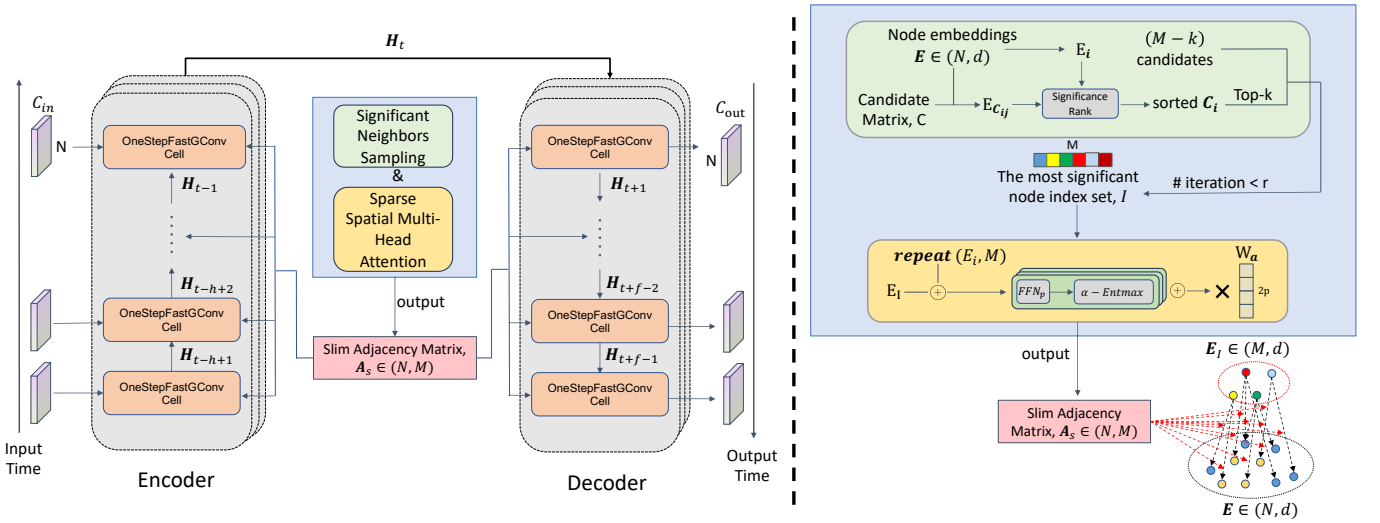 H_t
C_in
N
OneStepFastGConv
Cell
H_{t−1}
H_{t−h+2}
OneStepFastGConv
Cell
H_{t−h+1}
OneStepFastGConv
Cell
Input
Time
Encoder
Significant
Neighbors
Sampling
&
Sparse
Spatial Multi-
Head
Attention
output
Slim Adjacency Matrix,
A_s ∈ (N, M)
C_out
N
OneStepFastGConv
Cell
H_{t+1}
H_{t+f−2}
OneStepFastGConv
Cell
H_{t+f−1}
OneStepFastGConv
Cell
Output
Time
Decoder
Node embeddings
E ∈ (N, d)
E_i
(M − k)
candidates
Candidate
Matrix, C
E_{C_{ij}}
Significance
Rank
sorted C_i
Top-k
M
The most significant
node index set, I
# iteration < r
repeat (E_i, M)
E_I
FFN_p
α − Entmax
W_a
2p
output
Slim Adjacency
Matrix, A_s ∈ (N, M)
E_I ∈ (M, d)
E ∈ (N, d)